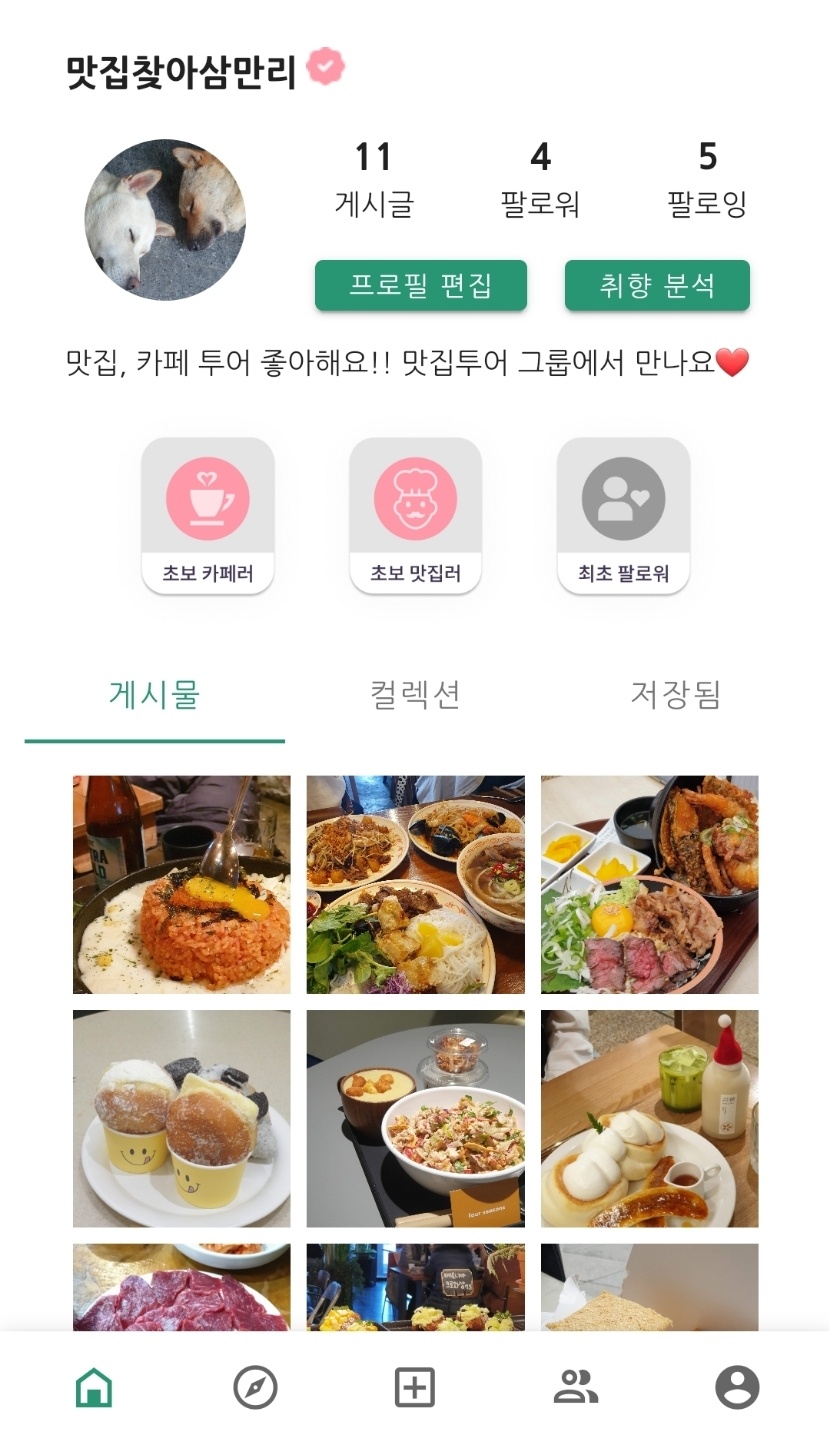 맛집찾아삼만리
11 4 5
게시글 팔로워 팔로잉
프로필 편집 취향 분석
맛집, 카페 투어 좋아해요!! 맛집투어 그룹에서 만나요❤️
초보 카페러 초보 맛집러 최초 팔로워
게시물 컬렉션 저장됨
four seasons